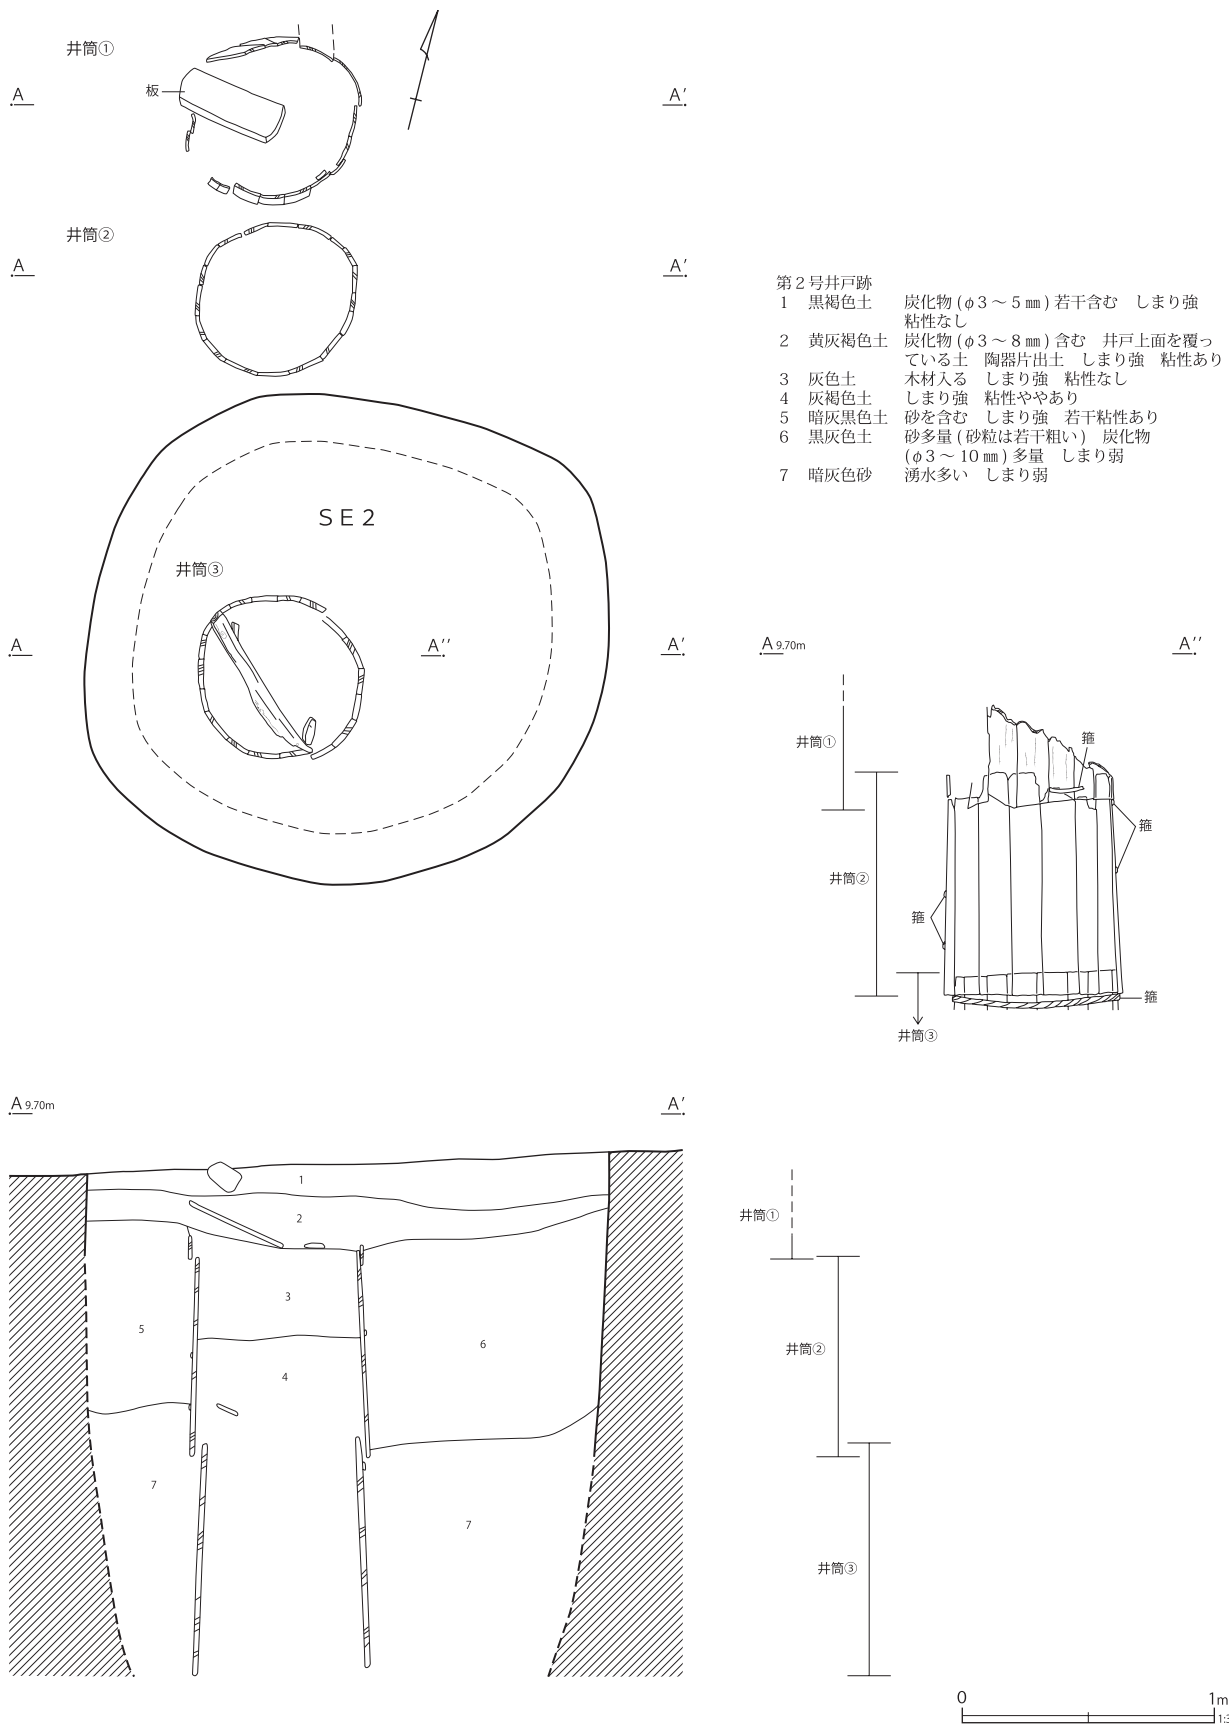 井筒①
板
A
A′
井筒②
A
A′
第2号井戸跡
1 黒褐色土 炭化物(φ3～5㎜)若干含む しまり強
粘性なし
2 黄灰褐色土 炭化物(φ3～8㎜)含む 井戸上面を覆っ
ている土 陶器片出土 しまり強 粘性あり
3 灰色土 木材入る しまり強 粘性なし
4 灰褐色土 しまり強 粘性ややあり
5 暗灰黒色土 砂を含む しまり強 若干粘性あり
6 黒灰色土 砂多量(砂粒は若干粗い) 炭化物
(φ3～10㎜)多量 しまり弱
7 暗灰色砂 湧水多い しまり弱
SE2
井筒③
A
A′′
A′
A 9.70m
A′′
井筒①
箍
箍
井筒②
箍
箍
井筒③
A 9.70m
A′
1
2
3
4
5
6
7
7
井筒①
井筒②
井筒③
0
1m